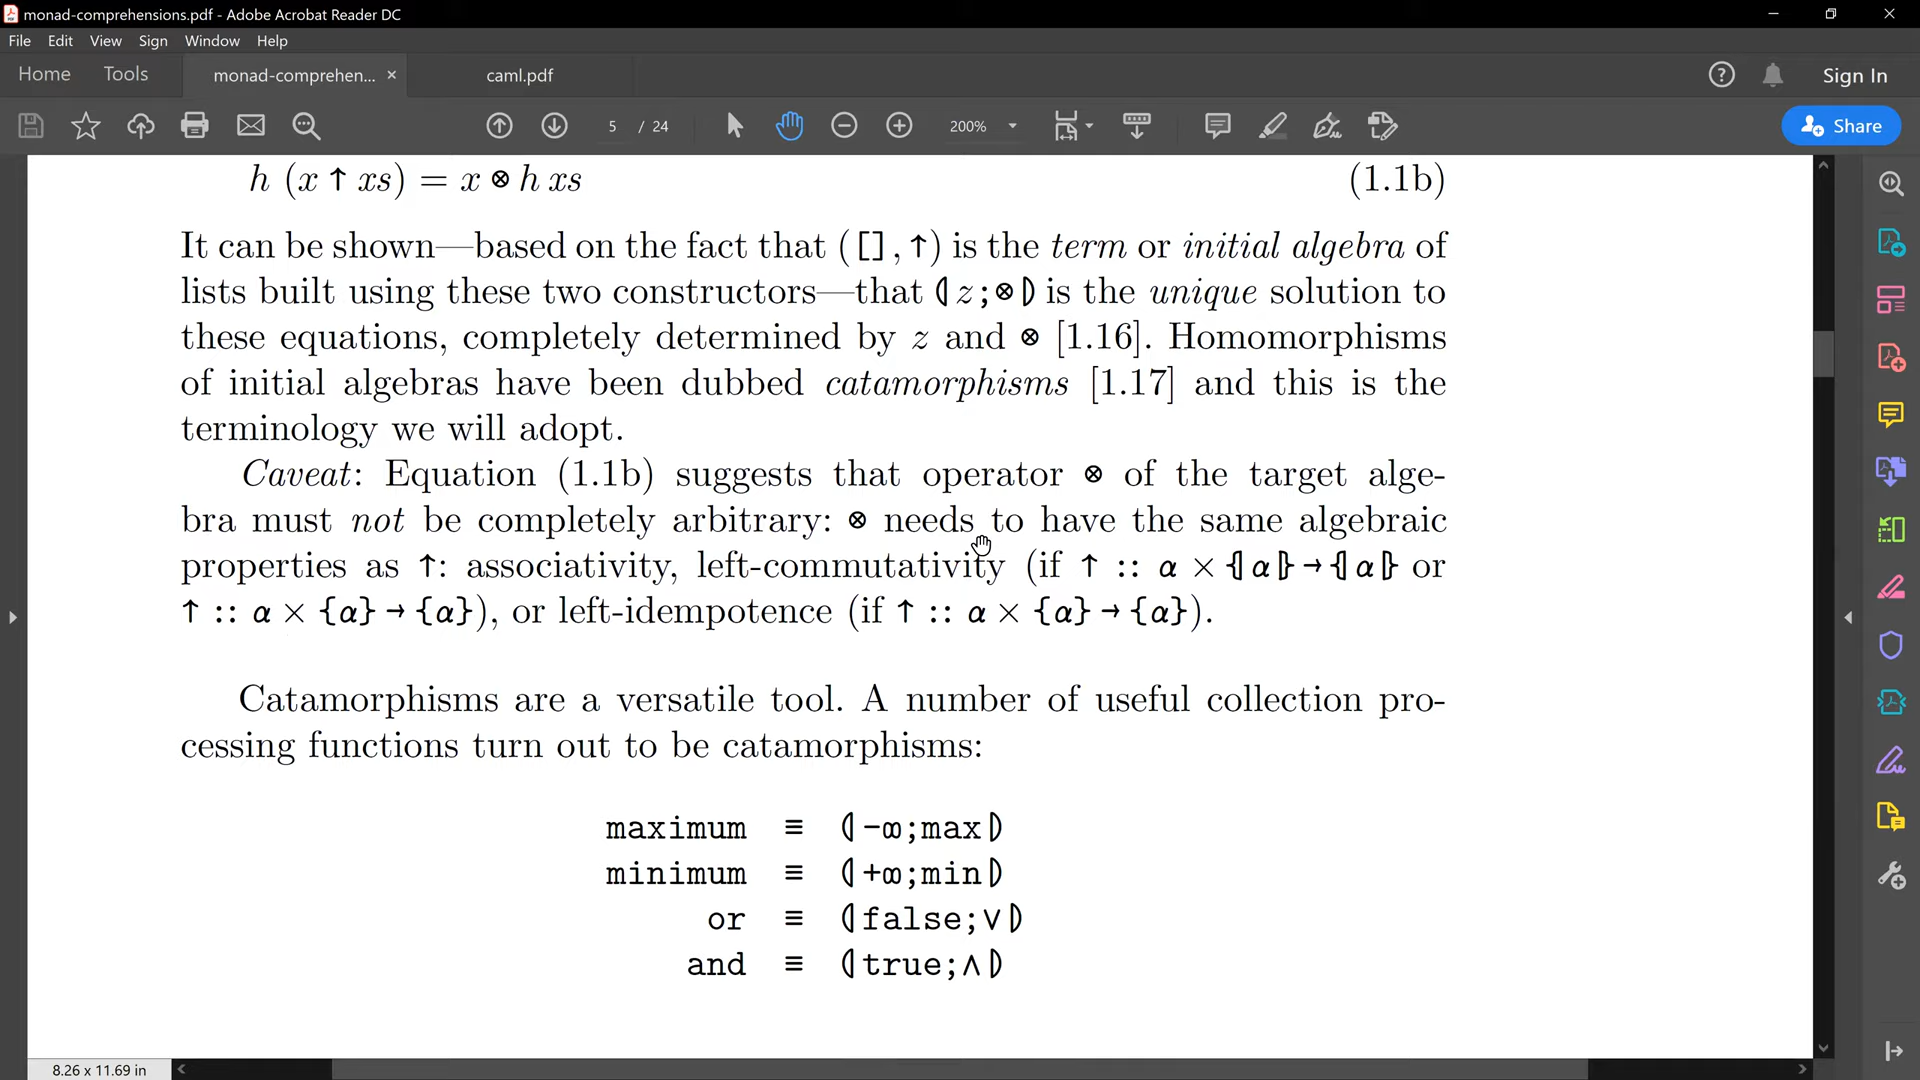 monad-comprehensions.pdf - Adobe Acrobat Reader DC
File Edit View Sign Window Help
Home Tools monad-comprehen... × caml.pdf Sign In
5 / 24 200% Share
h (x ↑ xs) = x ⊗ h xs (1.1b)
It can be shown—based on the fact that ([],↑) is the term or initial algebra of
lists built using these two constructors—that ⦇z;⊗⦈ is the unique solution to
these equations, completely determined by z and ⊗ [1.16]. Homomorphisms
of initial algebras have been dubbed catamorphisms [1.17] and this is the
terminology we will adopt.
Caveat: Equation (1.1b) suggests that operator ⊗ of the target alge-
bra must not be completely arbitrary: ⊗ needs to have the same algebraic
properties as ↑: associativity, left-commutativity (if ↑ :: α × ⦃α⦄→⦃α⦄ or
↑ :: α × {α}→{α}), or left-idempotence (if ↑ :: α × {α}→{α}).
Catamorphisms are a versatile tool. A number of useful collection pro-
cessing functions turn out to be catamorphisms:
maximum ≡ ⦇-∞;max⦈
minimum ≡ ⦇+∞;min⦈
or ≡ ⦇false;∨⦈
and ≡ ⦇true;∧⦈
8.26 x 11.69 in